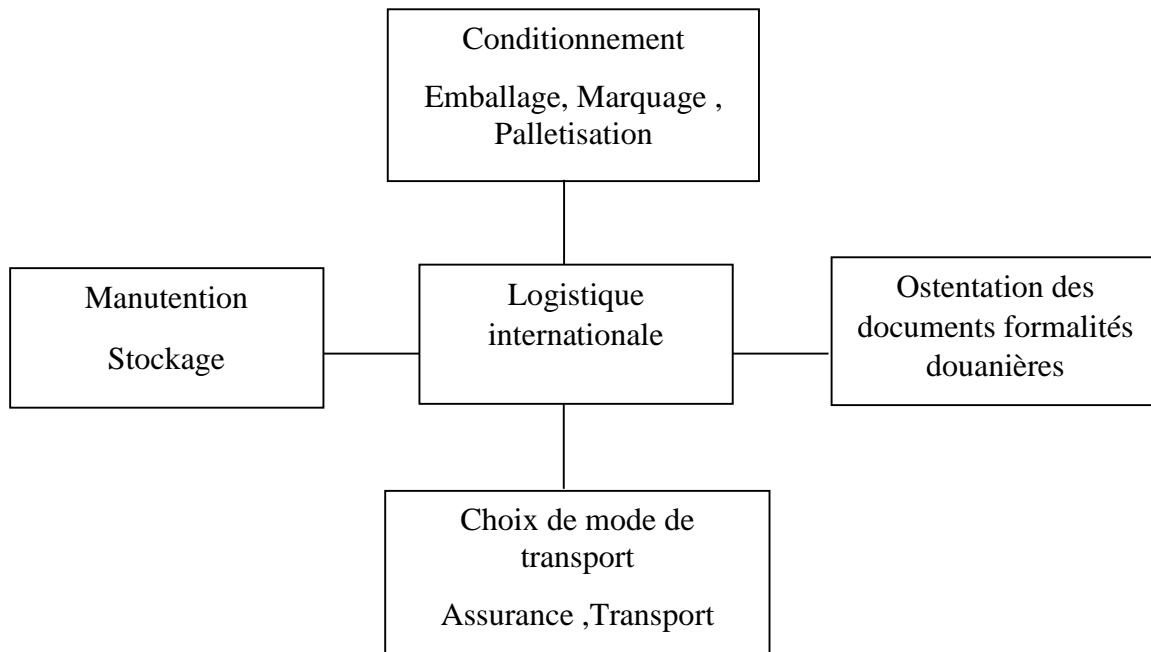 Conditionnement
Emballage, Marquage ,
Palletisation
Manutention
Stockage
Logistique
internationale
Ostentation des
documents formalités
douanières
Choix de mode de
transport
Assurance ,Transport